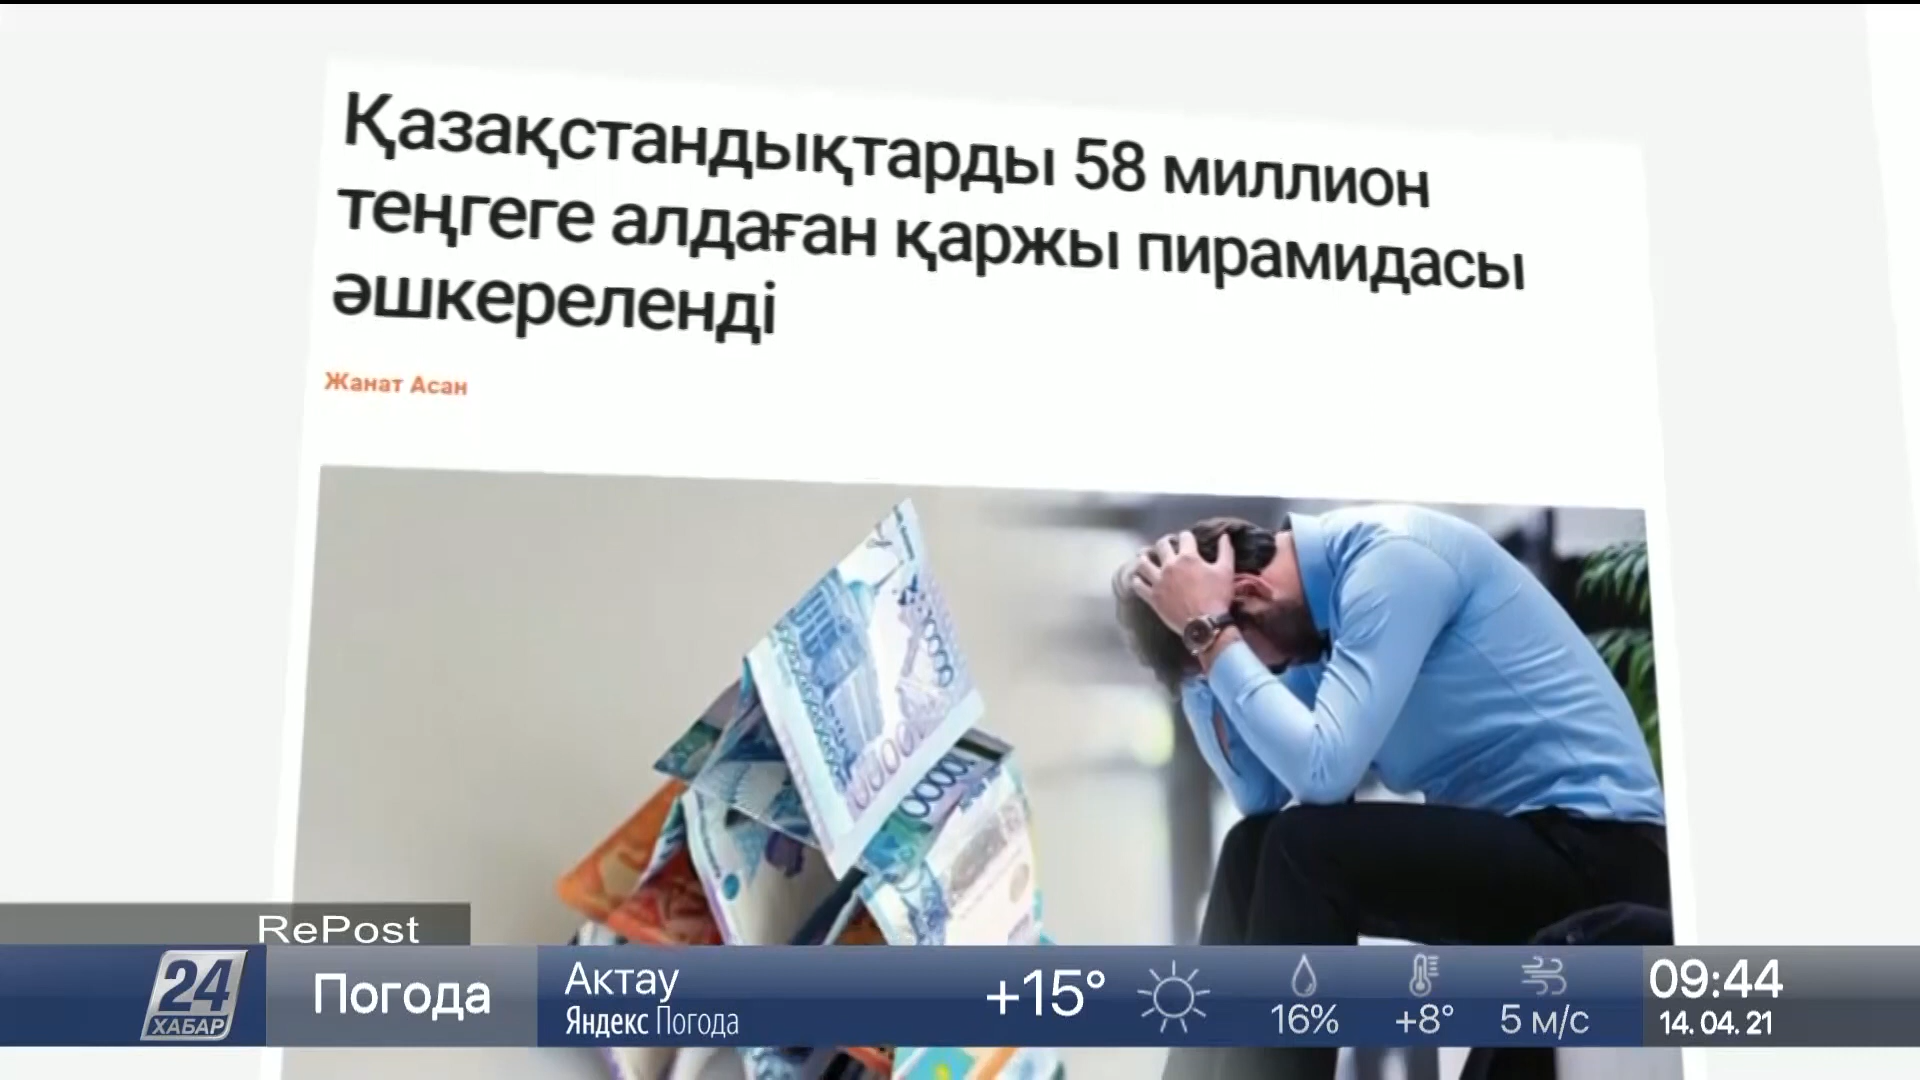 Қазақстандықтарды 58 миллион
теңгеге алдаған қаржы пирамидасы
әшкереленді
Жанат Асан
RePost
24
ХАБАР
Погода
Актау
Яндекс Погода
+15°
16%
+8°
5 м/с
09:44
14.04.21